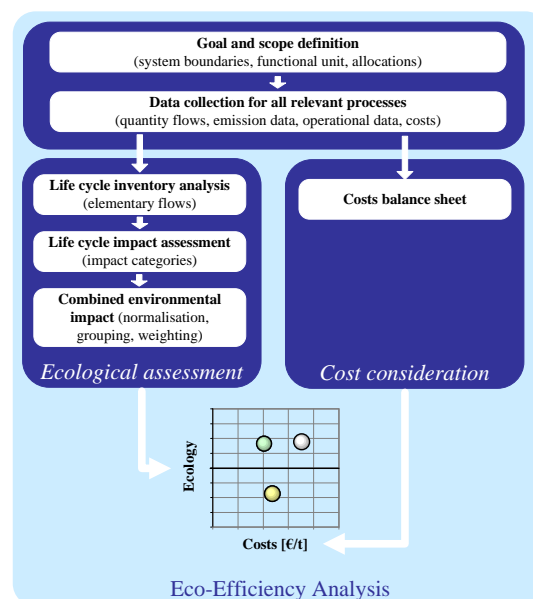 Goal and scope definition
(system boundaries, functional unit, allocations)
Data collection for all relevant processes
(quantity flows, emission data, operational data, costs)
Life cycle inventory analysis
(elementary flows)
Life cycle impact assessment
(impact categories)
Combined environmental
impact (normalisation,
grouping, weighting)
Ecological assessment
Costs balance sheet
Cost consideration
Ecology
Costs [€/t]
Eco-Efficiency Analysis